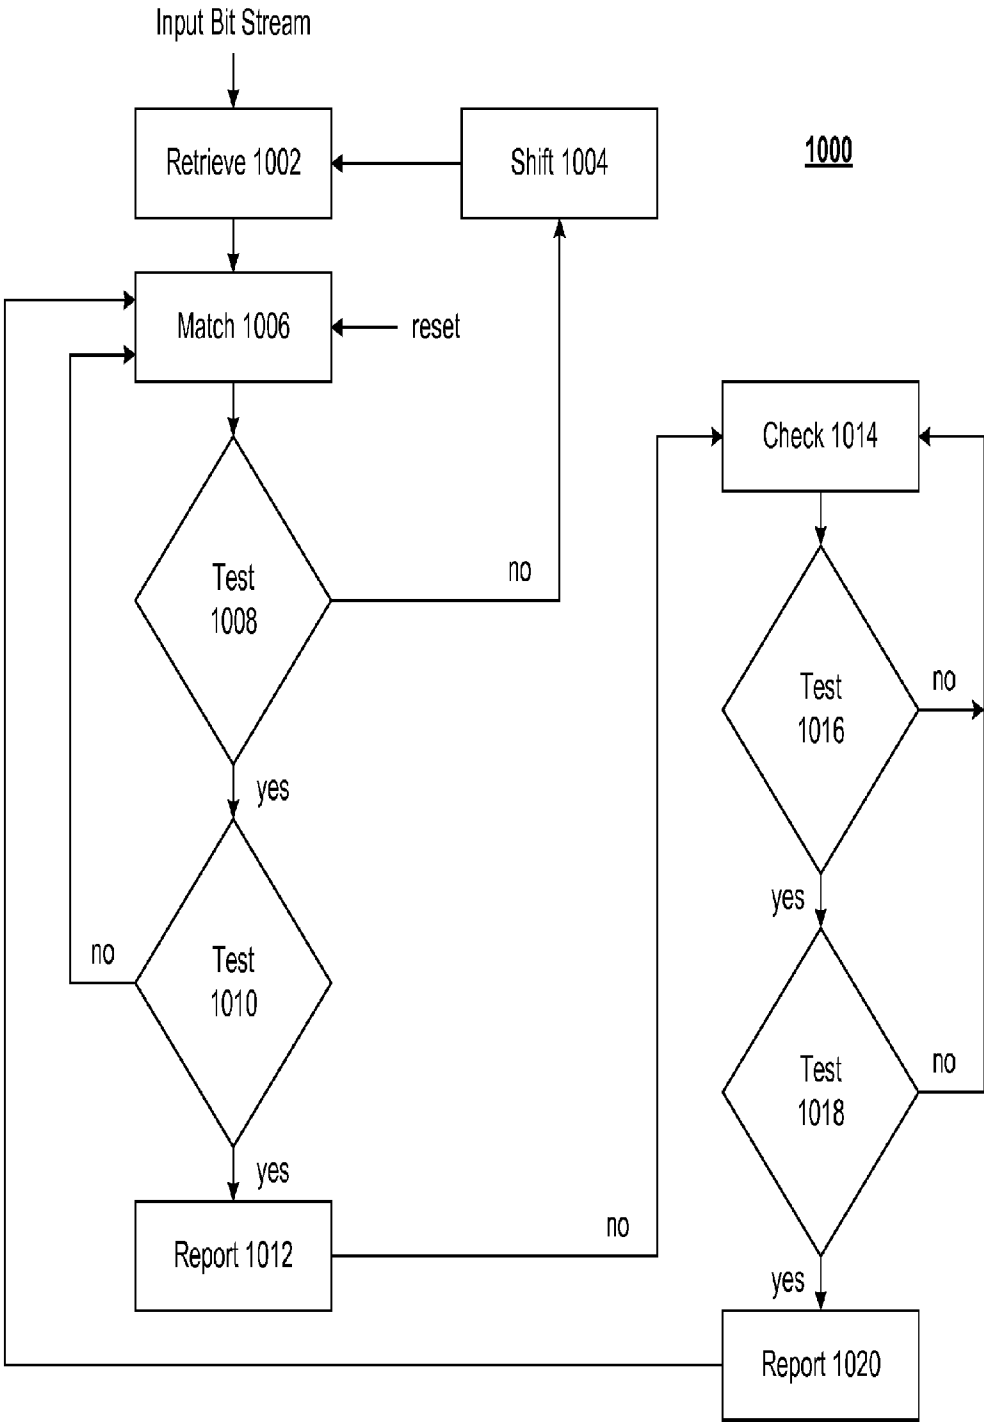 Input Bit Stream
Retrieve 1002
Shift 1004
1000
Match 1006
reset
Check 1014
Test
1008
no
Test
1016
no
yes
yes
Test
1010
no
Test
1018
no
yes
Report 1012
no
yes
Report 1020